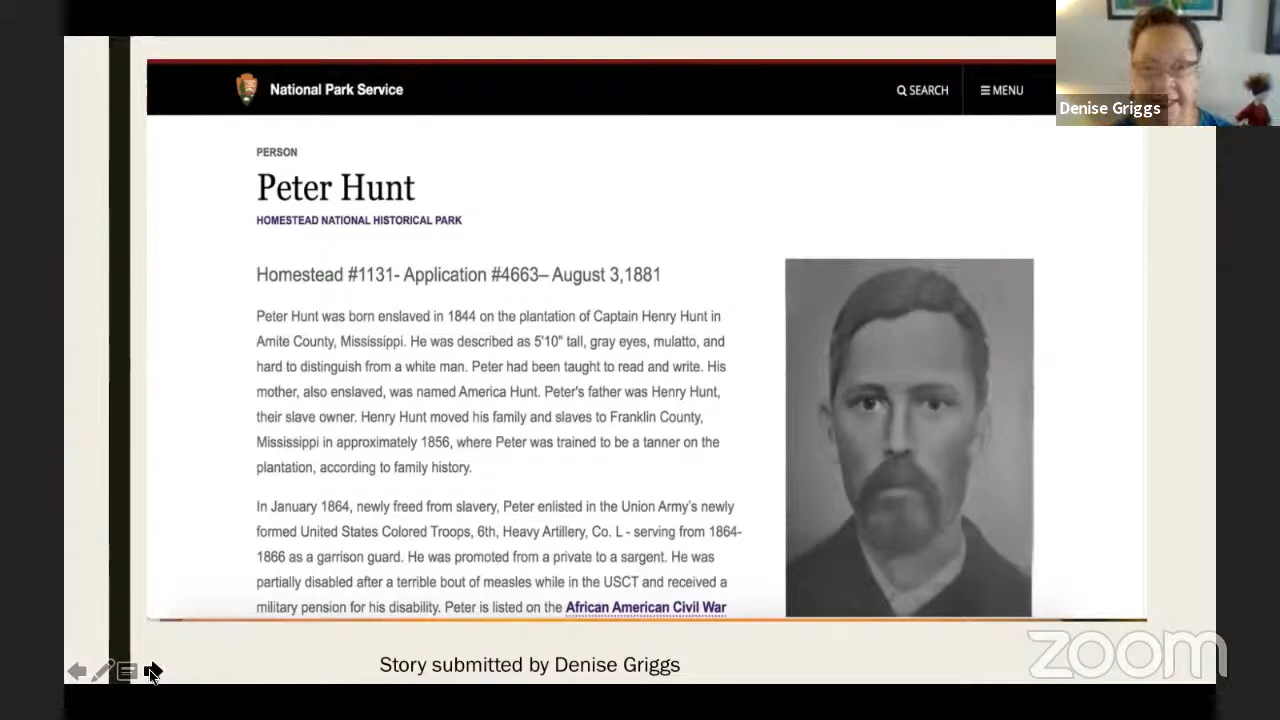 National Park Service
SEARCH
MENU
Denise Griggs
PERSON
Peter Hunt
HOMESTEAD NATIONAL HISTORICAL PARK
Homestead #1131- Application #4663– August 3,1881
Peter Hunt was born enslaved in 1844 on the plantation of Captain Henry Hunt in
Amite County, Mississippi. He was described as 5'10" tall, gray eyes, mulatto, and
hard to distinguish from a white man. Peter had been taught to read and write. His
mother, also enslaved, was named America Hunt. Peter's father was Henry Hunt,
their slave owner. Henry Hunt moved his family and slaves to Franklin County,
Mississippi in approximately 1856, where Peter was trained to be a tanner on the
plantation, according to family history.
In January 1864, newly freed from slavery, Peter enlisted in the Union Army's newly
formed United States Colored Troops, 6th, Heavy Artillery, Co. L - serving from 1864-
1866 as a garrison guard. He was promoted from a private to a sargent. He was
partially disabled after a terrible bout of measles while in the USCT and received a
military pension for his disability. Peter is listed on the African American Civil War
Story submitted by Denise Griggs
zoom